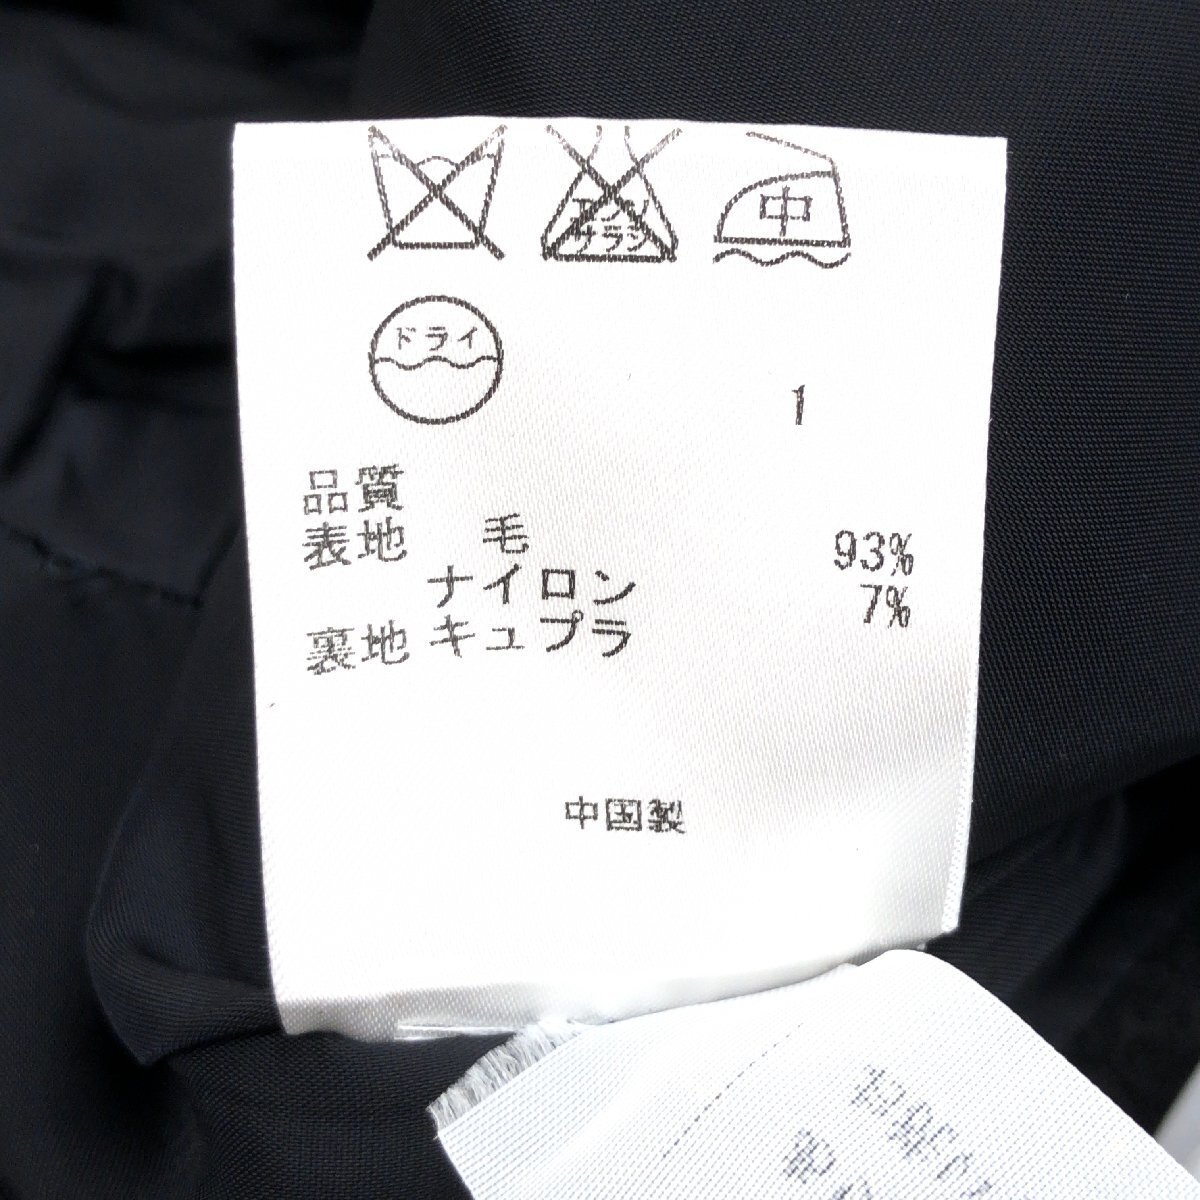 エンソ
サラシ
中
ドライ
1
品質
表地 毛 93%
ナイロン 7%
裏地 キュプラ
中国製